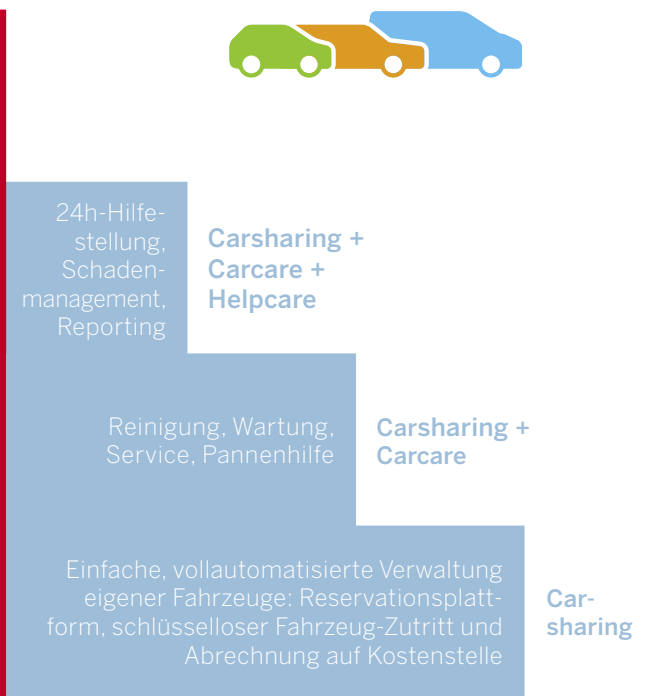 24h-Hilfe-
stellung,
Schaden-
management,
Reporting
Carsharing +
Carcare +
Helpcare
Reinigung, Wartung,
Service, Pannenhilfe
Carsharing +
Carcare
Einfache, vollautomatisierte Verwaltung
eigener Fahrzeuge: Reservationsplatt-
form, schlüsselloser Fahrzeug-Zutritt und
Abrechnung auf Kostenstelle
Car-
sharing